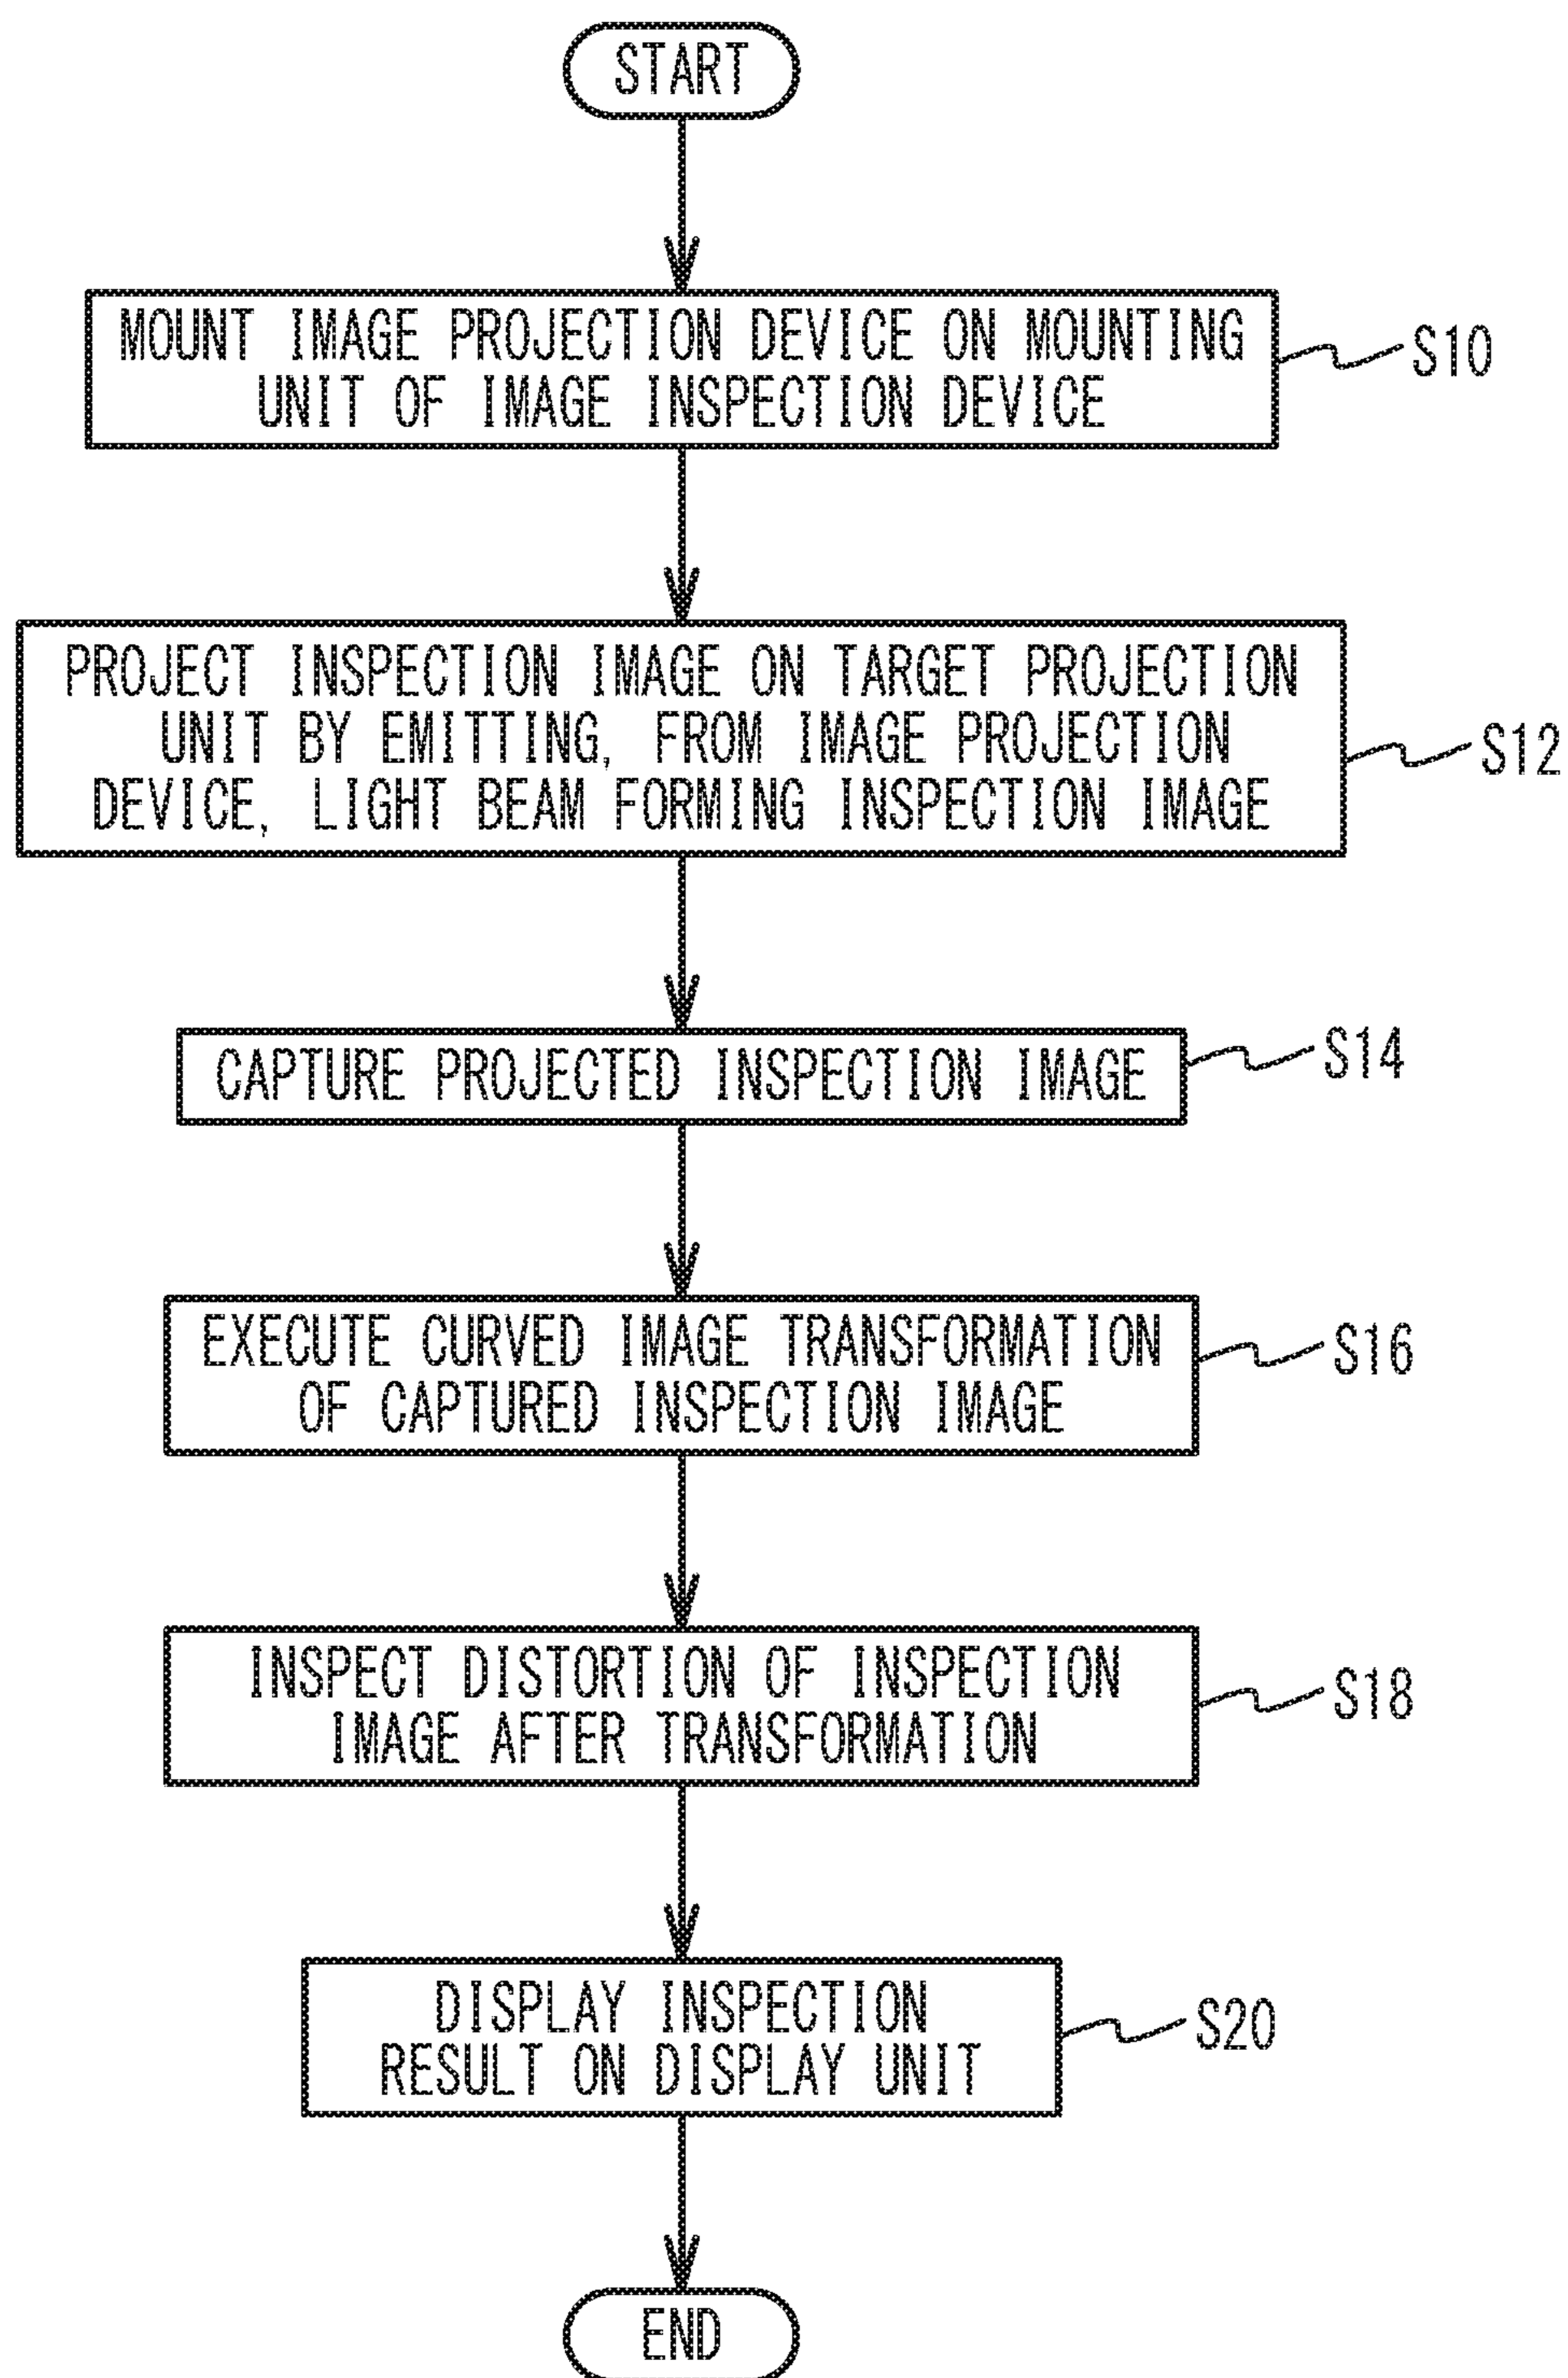 START
MOUNT IMAGE PROJECTION DEVICE ON MOUNTING
UNIT OF IMAGE INSPECTION DEVICE
S10
PROJECT INSPECTION IMAGE ON TARGET PROJECTION
UNIT BY EMITTING, FROM IMAGE PROJECTION
DEVICE, LIGHT BEAM FORMING INSPECTION IMAGE
S12
CAPTURE PROJECTED INSPECTION IMAGE
S14
EXECUTE CURVED IMAGE TRANSFORMATION
OF CAPTURED INSPECTION IMAGE
S16
INSPECT DISTORTION OF INSPECTION
IMAGE AFTER TRANSFORMATION
S18
DISPLAY INSPECTION
RESULT ON DISPLAY UNIT
S20
END